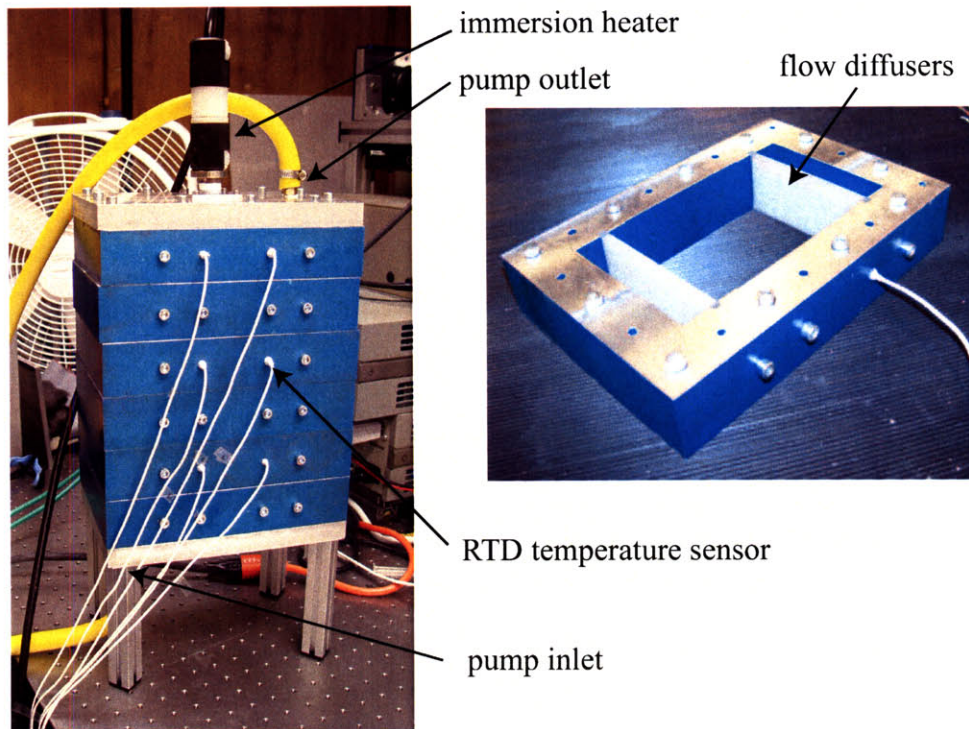 immersion heater
pump outlet
flow diffusers
RTD temperature sensor
pump inlet